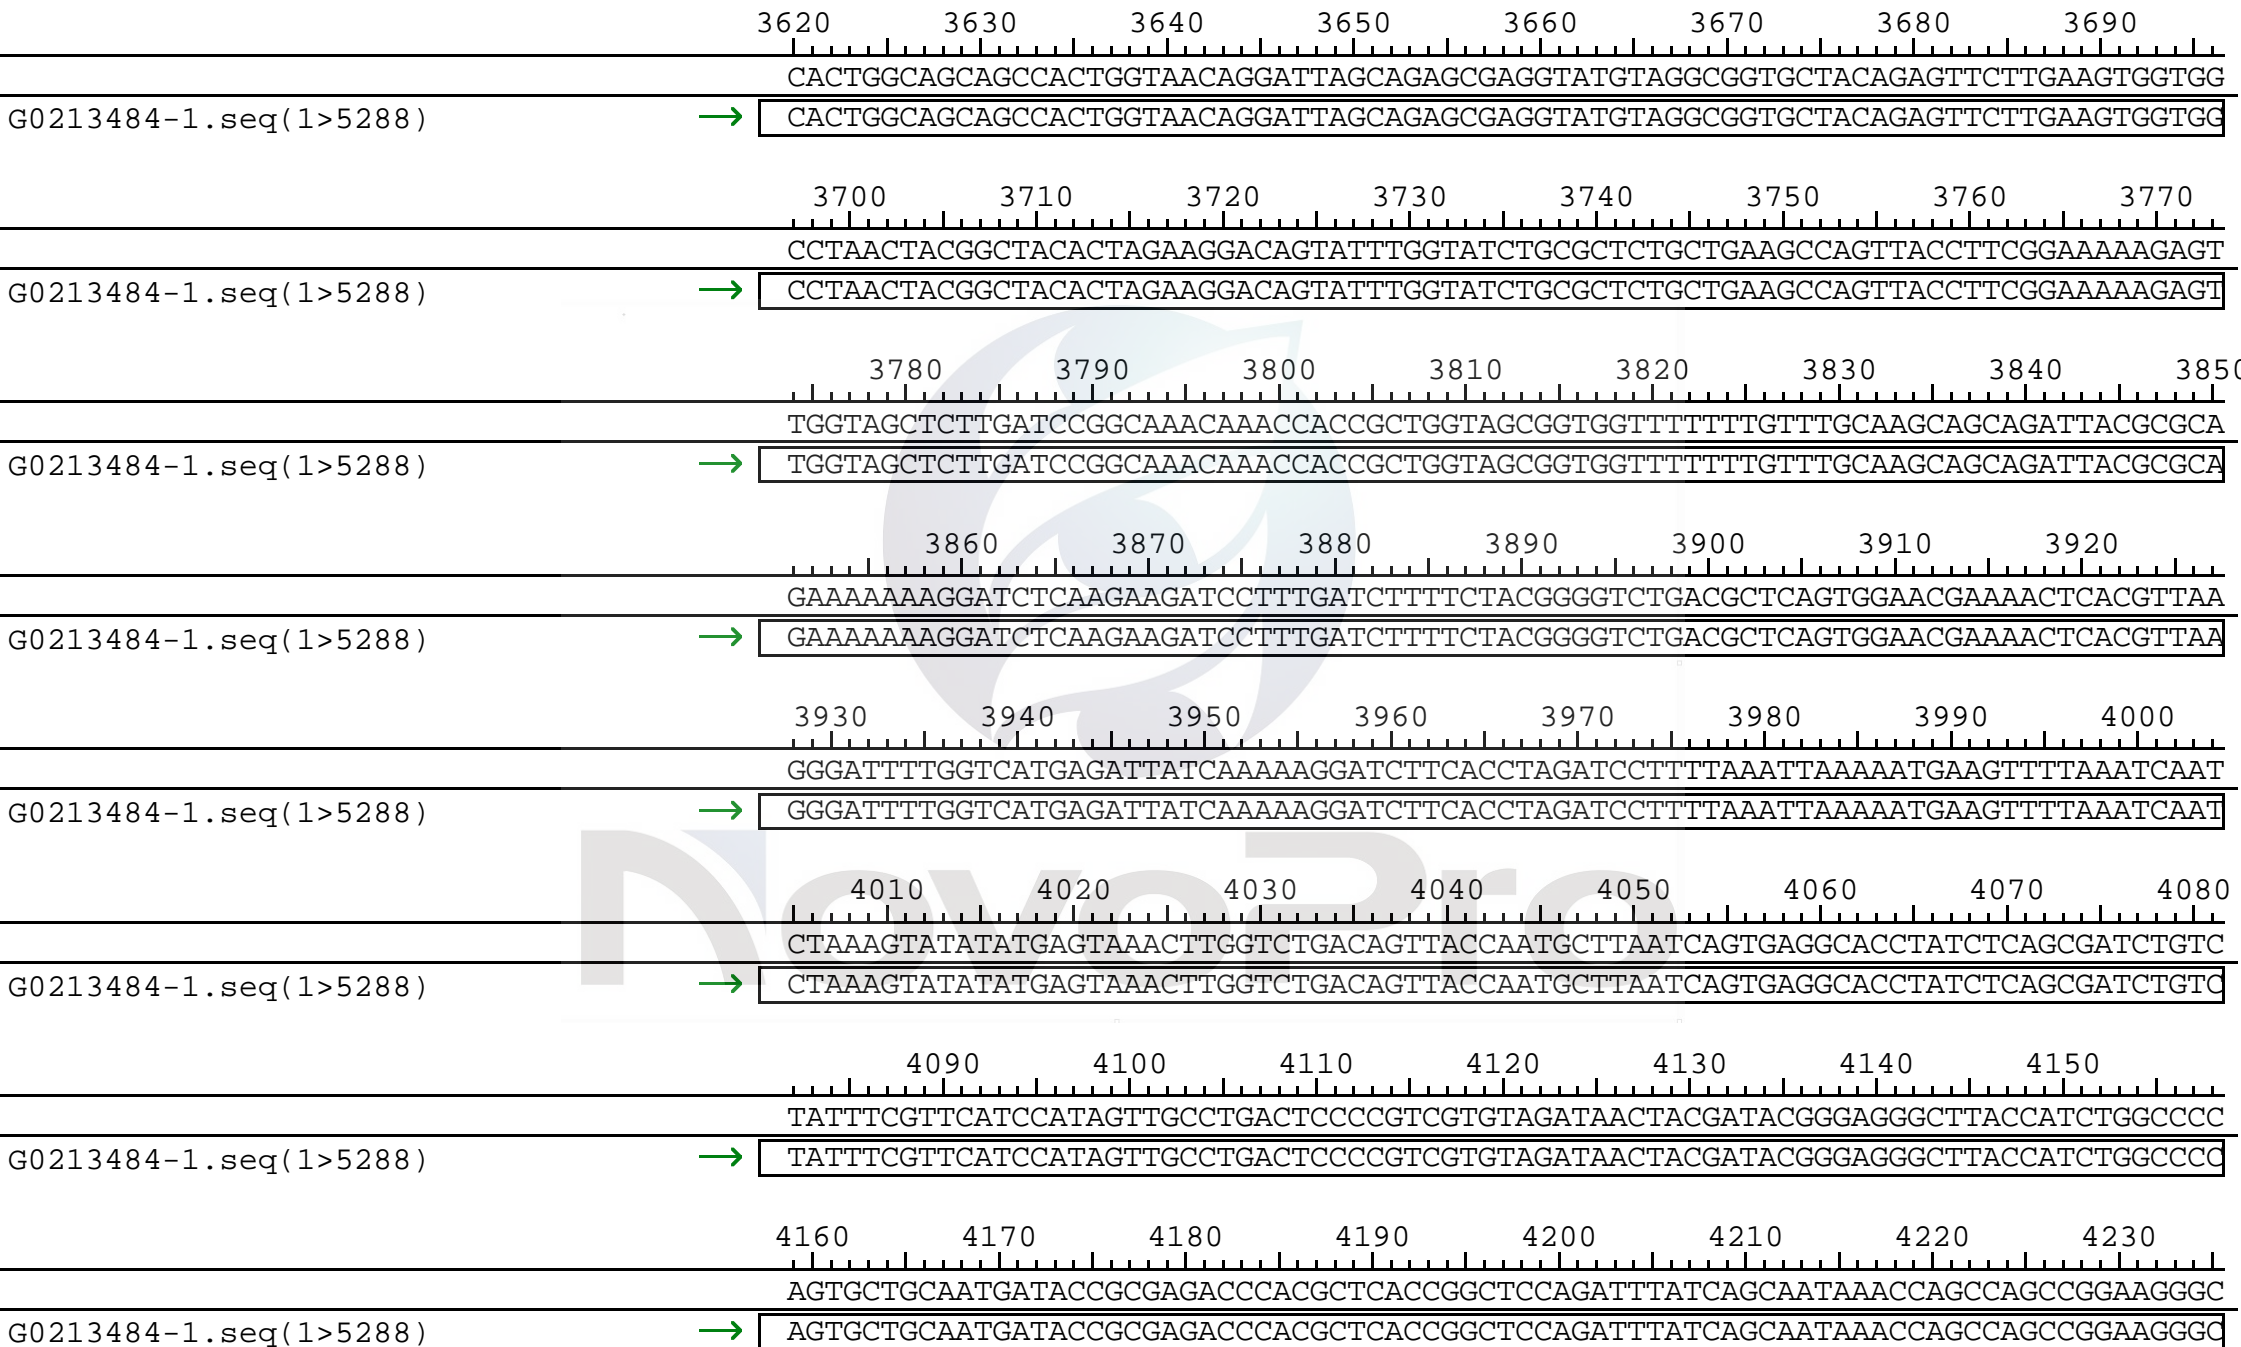 3620 3630 3640 3650 3660 3670 3680 3690
CACTGGCAGCAGCCACTGGTAACAGGATTAGCAGAGCGAGGTATGTAGGCGGTGCTACAGAGTTCTTGAAGTGGTGG
G0213484-1.seq(1>5288) → CACTGGCAGCAGCCACTGGTAACAGGATTAGCAGAGCGAGGTATGTAGGCGGTGCTACAGAGTTCTTGAAGTGGTGG
3700 3710 3720 3730 3740 3750 3760 3770
CCTAACTACGGCTACACTAGAAGGACAGTATTTGGTATCTGCGCTCTGCTGAAGCCAGTTACCTTCGGAAAAAGAGT
G0213484-1.seq(1>5288) → CCTAACTACGGCTACACTAGAAGGACAGTATTTGGTATCTGCGCTCTGCTGAAGCCAGTTACCTTCGGAAAAAGAGT
3780 3790 3800 3810 3820 3830 3840 3850
TGGTAGCTCTTGATCCGGCAAACAAACCACCGCTGGTAGCGGTGGTTTTTTTGTTTGCAAGCAGCAGATTACGCGCA
G0213484-1.seq(1>5288) → TGGTAGCTCTTGATCCGGCAAACAAACCACCGCTGGTAGCGGTGGTTTTTTTGTTTGCAAGCAGCAGATTACGCGCA
3860 3870 3880 3890 3900 3910 3920
GAAAAAAAGGATCTCAAGAAGATCCTTTGATCTTTTCTACGGGGTCTGACGCTCAGTGGAACGAAAACTCACGTTAA
G0213484-1.seq(1>5288) → GAAAAAAAGGATCTCAAGAAGATCCTTTGATCTTTTCTACGGGGTCTGACGCTCAGTGGAACGAAAACTCACGTTAA
3930 3940 3950 3960 3970 3980 3990 4000
GGGATTTTGGTCATGAGATTATCAAAAAGGATCTTCACCTAGATCCTTTTAAATTAAAAATGAAGTTTTAAATCAAT
G0213484-1.seq(1>5288) → GGGATTTTGGTCATGAGATTATCAAAAAGGATCTTCACCTAGATCCTTTTAAATTAAAAATGAAGTTTTAAATCAAT
NovoPro
4010 4020 4030 4040 4050 4060 4070 4080
CTAAAGTATATATGAGTAAACTTGGTCTGACAGTTACCAATGCTTAATCAGTGAGGCACCTATCTCAGCGATCTGTC
G0213484-1.seq(1>5288) → CTAAAGTATATATGAGTAAACTTGGTCTGACAGTTACCAATGCTTAATCAGTGAGGCACCTATCTCAGCGATCTGTC
4090 4100 4110 4120 4130 4140 4150
TATTTCGTTCATCCATAGTTGCCTGACTCCCCGTCGTGTAGATAACTACGATACGGGAGGGCTTACCATCTGGCCCC
G0213484-1.seq(1>5288) → TATTTCGTTCATCCATAGTTGCCTGACTCCCCGTCGTGTAGATAACTACGATACGGGAGGGCTTACCATCTGGCCCC
4160 4170 4180 4190 4200 4210 4220 4230
AGTGCTGCAATGATACCGCGAGACCCACGCTCACCGGCTCCAGATTTATCAGCAATAAACCAGCCAGCCGGAAGGGC
G0213484-1.seq(1>5288) → AGTGCTGCAATGATACCGCGAGACCCACGCTCACCGGCTCCAGATTTATCAGCAATAAACCAGCCAGCCGGAAGGGC